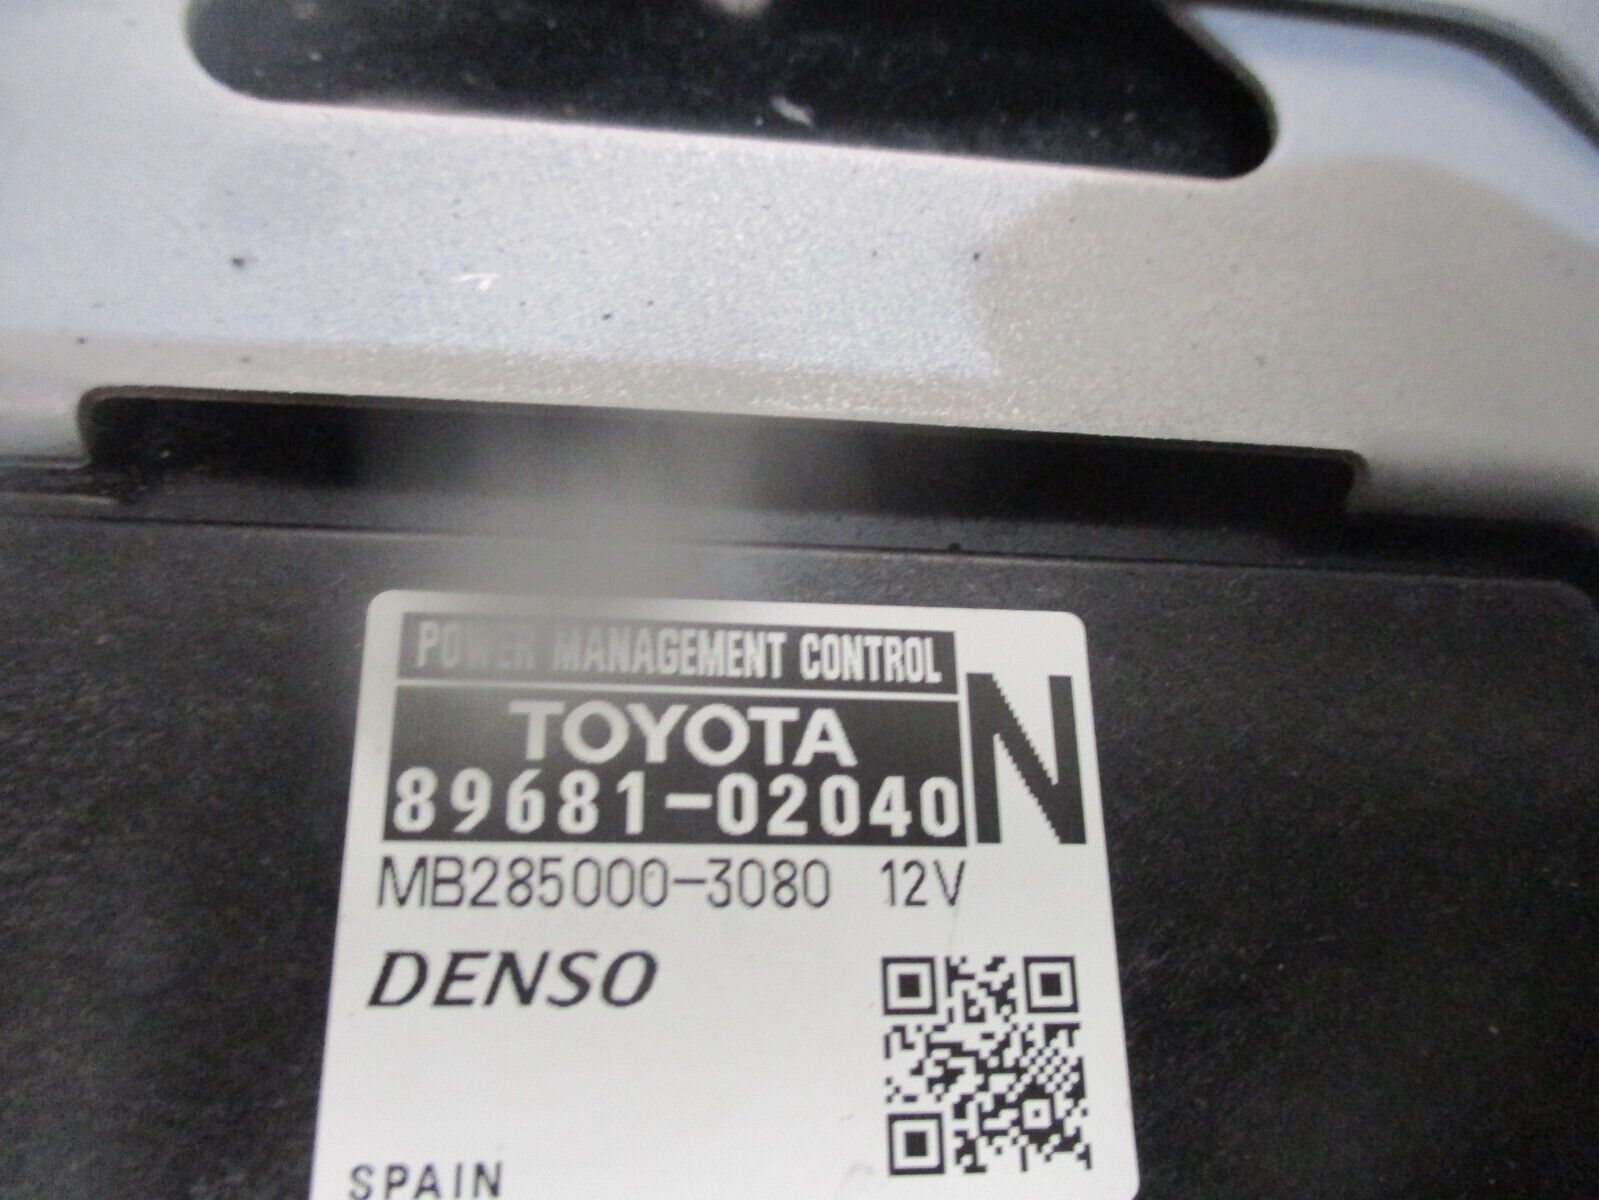 POWER MANAGEMENT CONTROL
TOYOTA
89681-02040
N
MB285000-3080 12V
DENSO
SPAIN